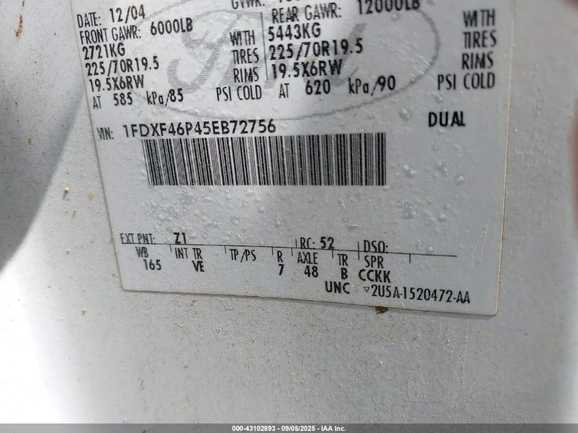 DATE: 12/04 GVWR:
FRONT GAWR: 6000LB REAR GAWR: 12000LB
2721KG WITH 5443KG WITH
225/70R19.5 TIRES 225/70R19.5 TIRES
19.5X6RW RIMS 19.5X6RW RIMS
AT 585 kPa/85 PSI COLD AT 620 kPa/90 PSI COLD
VIN: 1FDXF46P45EB72756 DUAL
EXT PNT: Z1 RC: 52 DSO:
WB INT TR TP/PS R AXLE TR SPR
165 VE 7 48 B CCKK
UNC ▽2U5A-1520472-AA
Ford
000-43102893 - 09/05/2025 - IAA Inc.